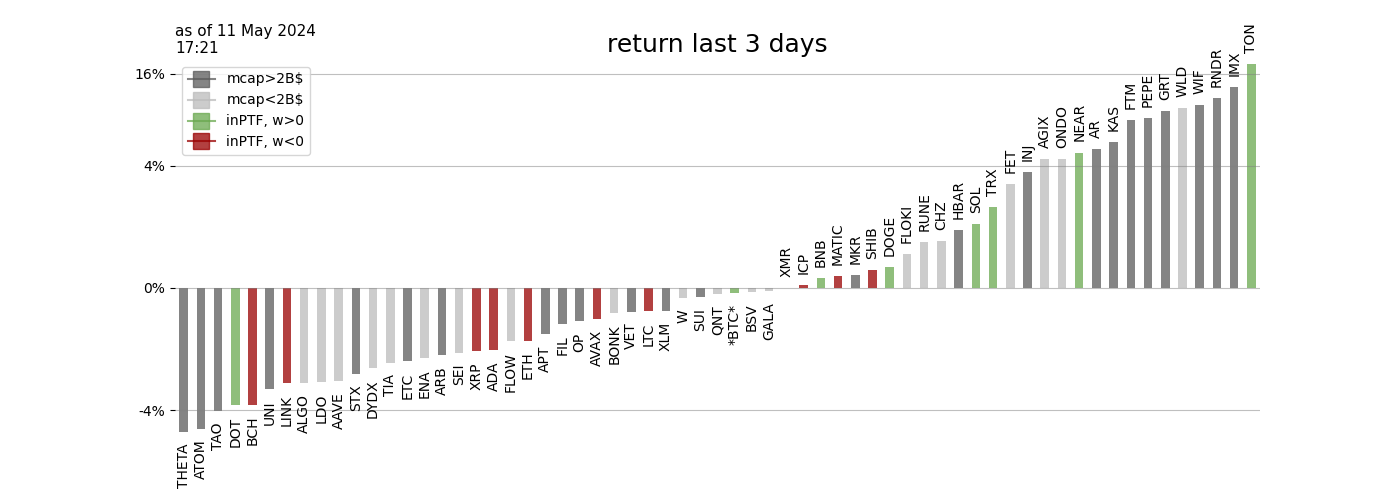 as of 11 May 2024
17:21
return last 3 days
mcap>2B$
mcap<2B$
inPTF, w>0
inPTF, w<0
16%
4%
0%
-4%
THETA
ATOM
TAO
DOT
BCH
UNI
LINK
ALGO
LDO
AAVE
STX
DYDX
TIA
ETC
ENA
ARB
SEI
XRP
ADA
FLOW
ETH
APT
FIL
OP
AVAX
BONK
VET
LTC
XLM
W
SUI
QNT
*BTC*
BSV
GALA
XMR
ICP
BNB
MATIC
MKR
SHIB
DOGE
FLOKI
RUNE
CHZ
HBAR
SOL
TRX
FET
INJ
AGIX
ONDO
NEAR
AR
KAS
FTM
PEPE
GRT
WLD
WIF
RNDR
IMX
TON